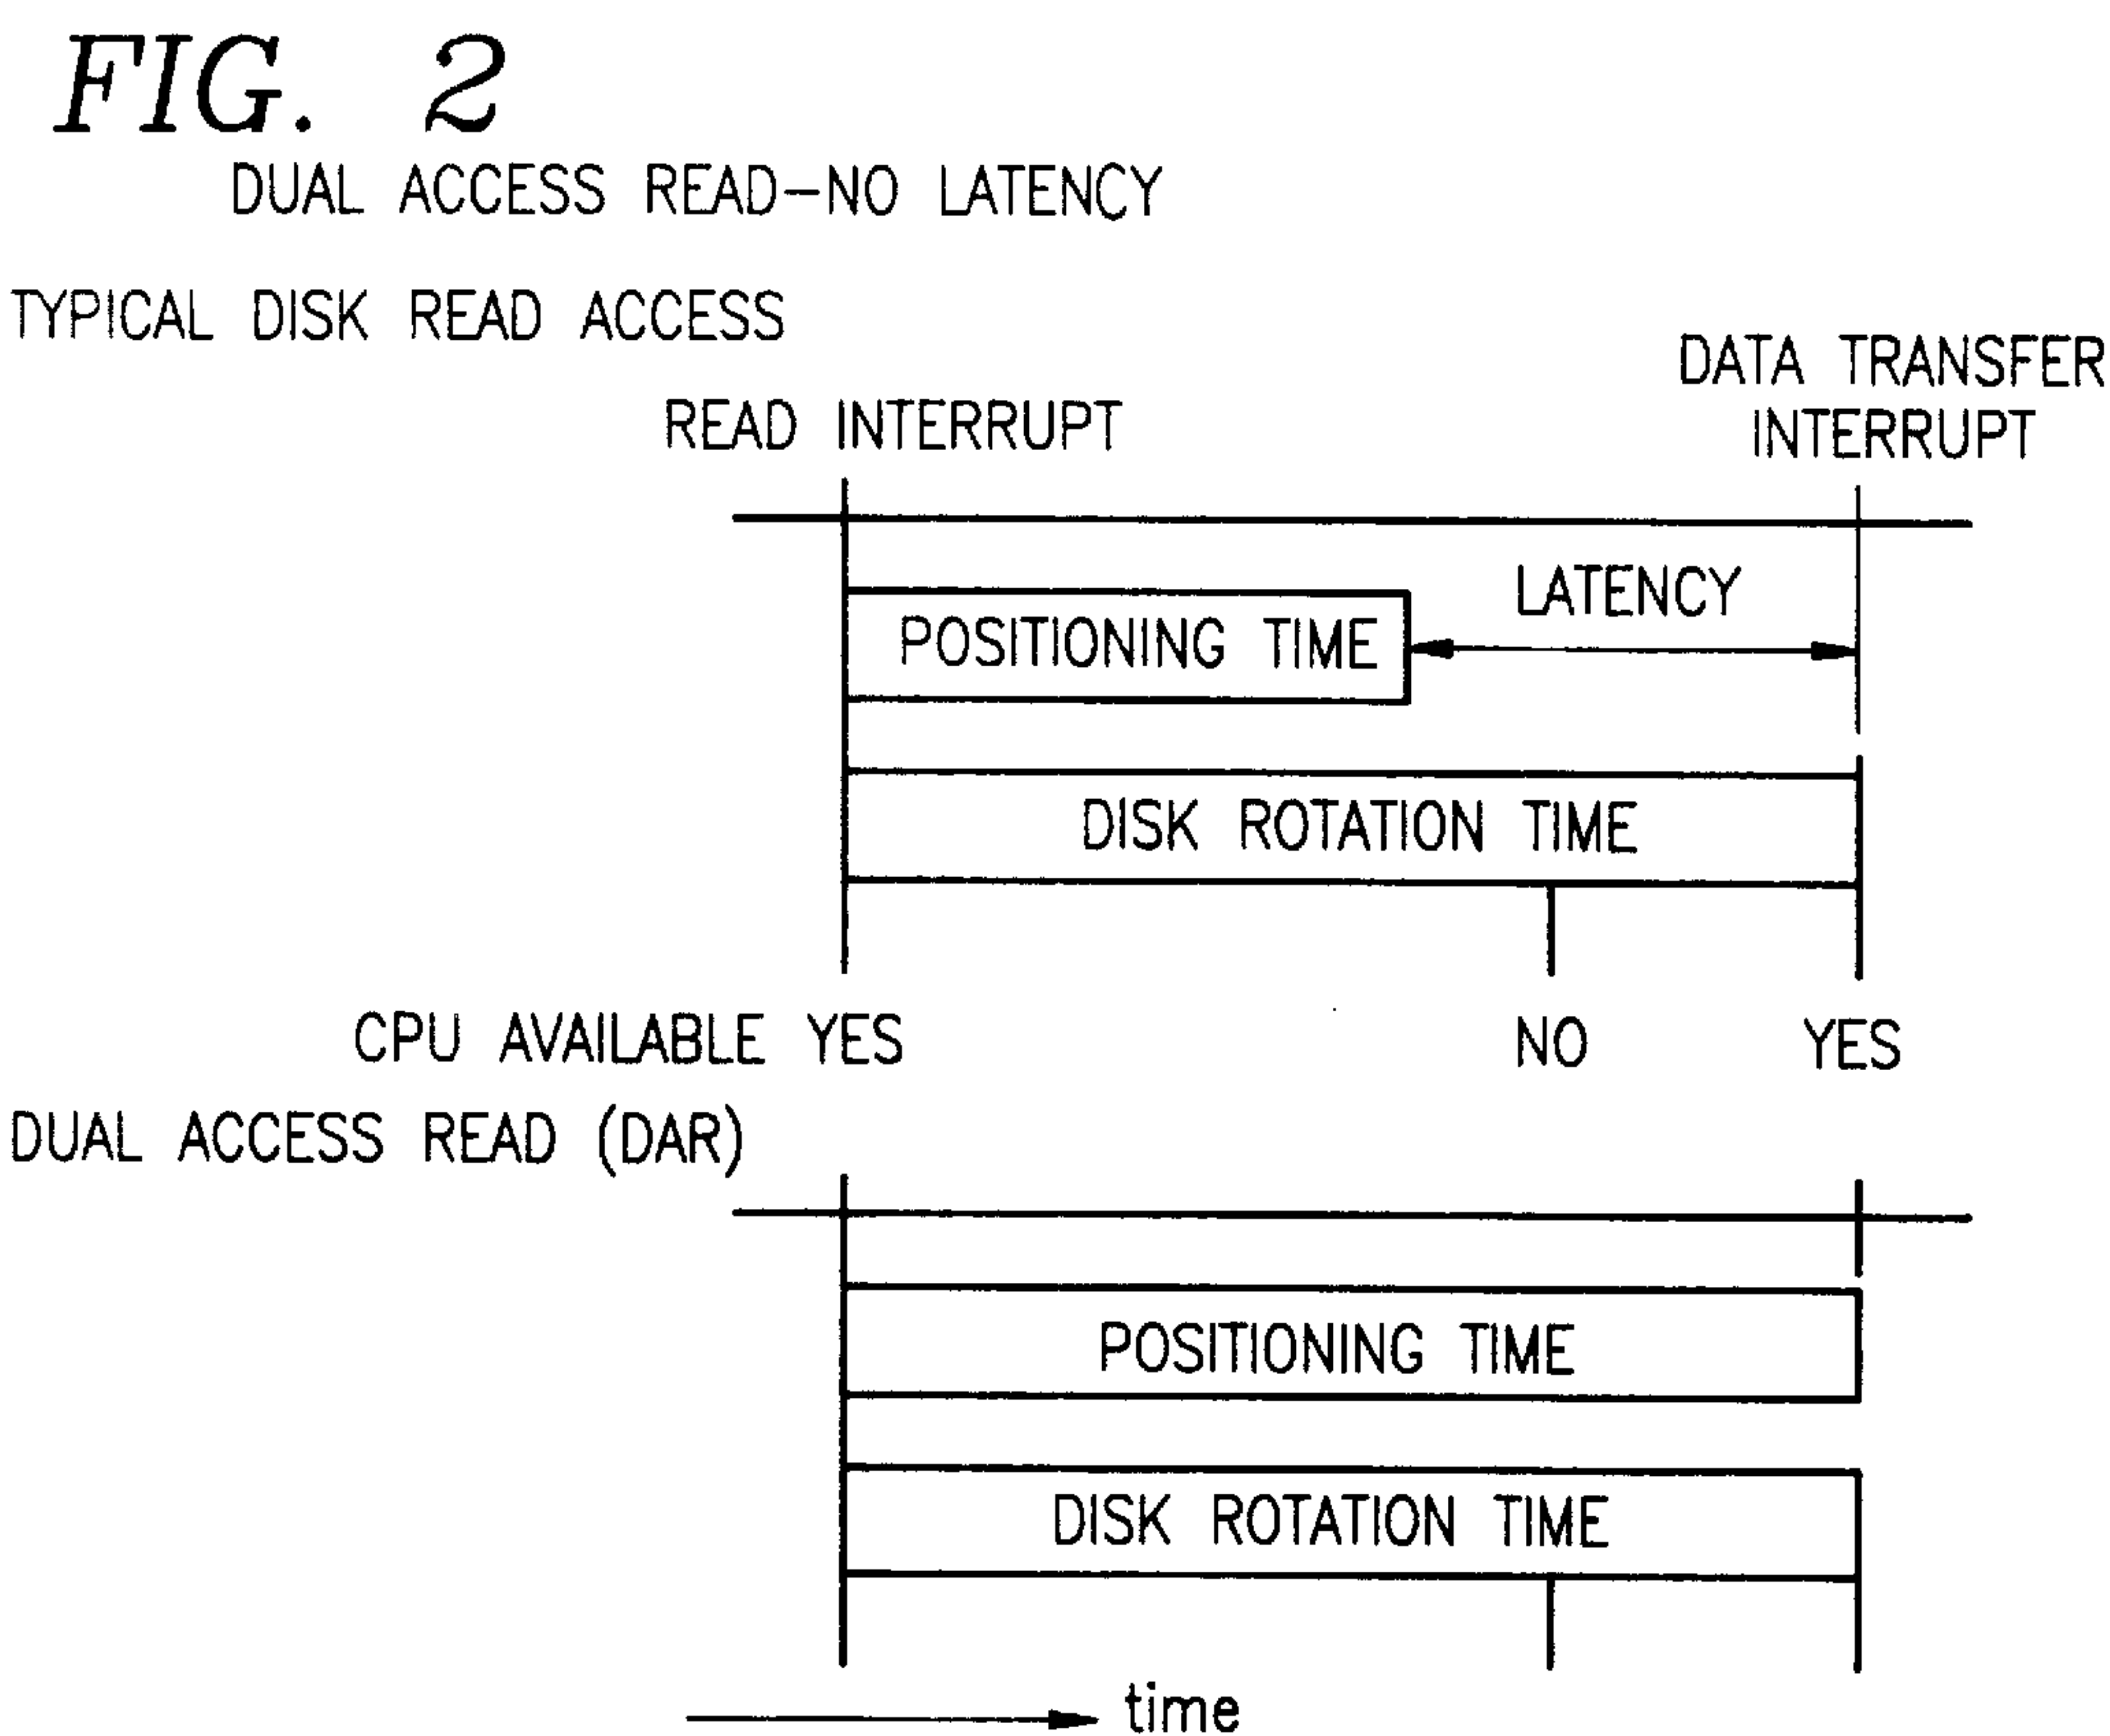 FIG. 2
DUAL ACCESS READ-NO LATENCY
TYPICAL DISK READ ACCESS
READ INTERRUPT
DATA TRANSFER
INTERRUPT
LATENCY
POSITIONING TIME
DISK ROTATION TIME
CPU AVAILABLE YES
NO
YES
DUAL ACCESS READ (DAR)
POSITIONING TIME
DISK ROTATION TIME
time